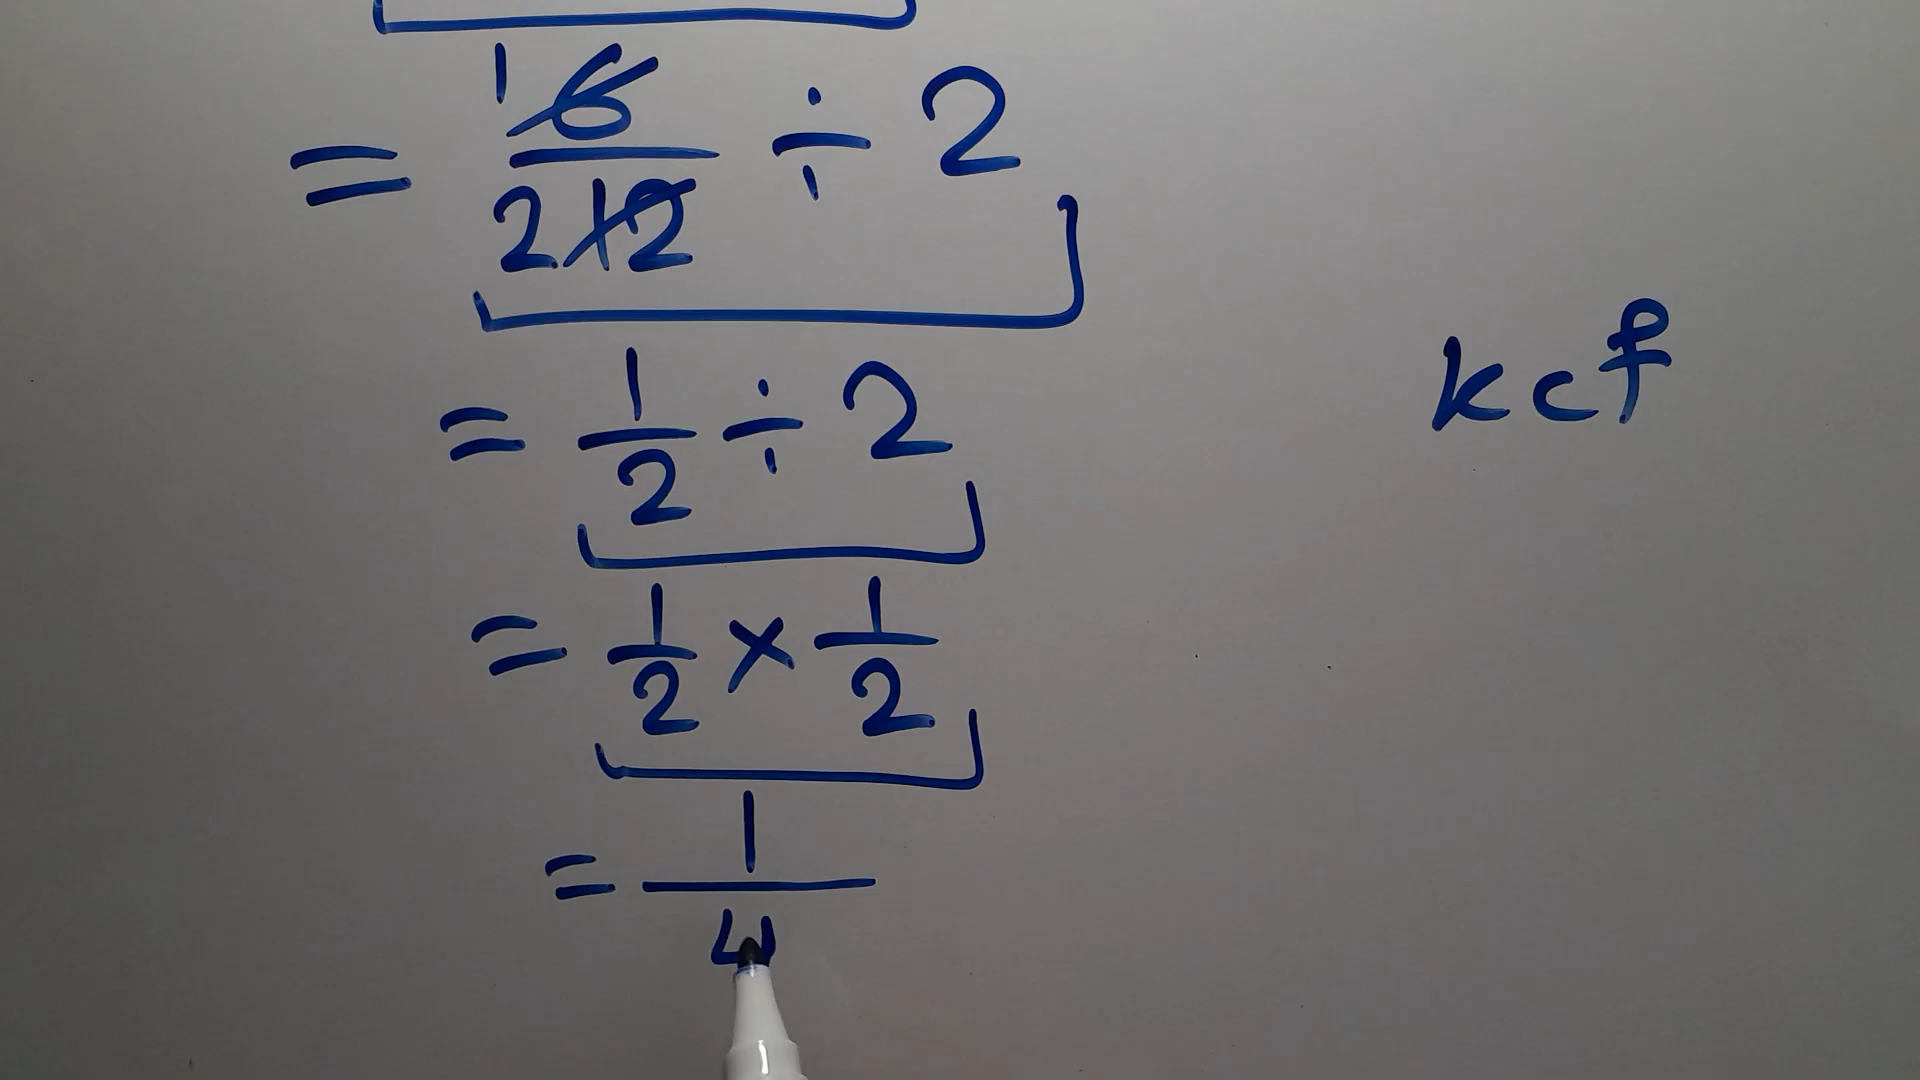 = 1 6/2 12 ÷ 2
= 1/2 ÷ 2
kcf
= 1/2 × 1/2
= 1/4